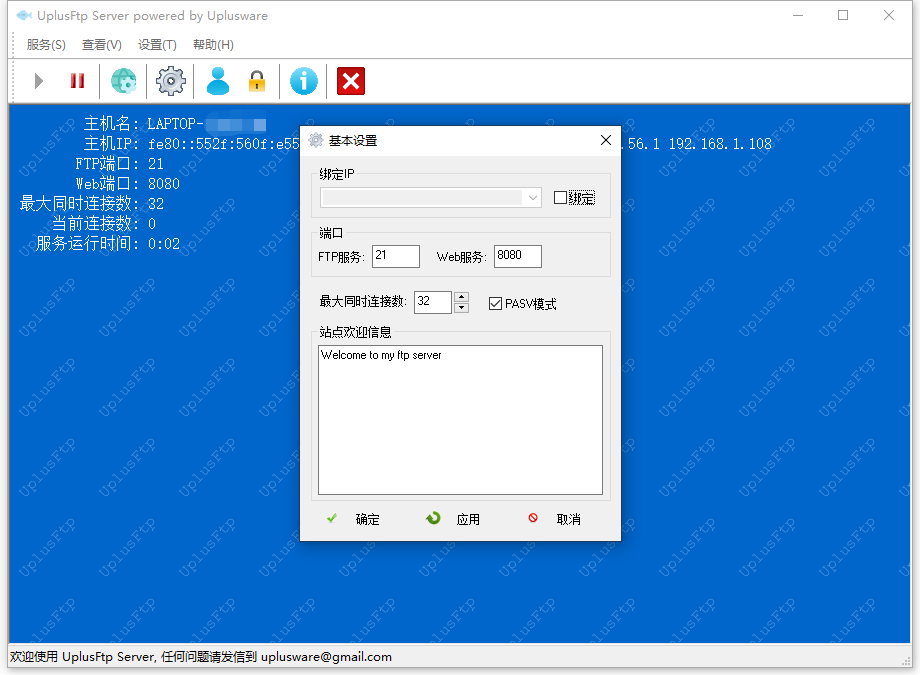 UplusFtp Server powered by Uplusware
服务(S) 查看(V) 设置(T) 帮助(H)
主机名: LAPTOP-
主机IP: fe80::552f:560f:e55
.56.1 192.168.1.108
FTP端口: 21
Web端口: 8080
最大同时连接数: 32
当前连接数: 0
服务运行时间: 0:02
基本设置
绑定IP
绑定
端口
FTP服务: 21 Web服务: 8080
最大同时连接数: 32 PASV模式
站点欢迎信息
Welcome to my ftp server
确定 应用 取消
UplusFtp
欢迎使用 UplusFtp Server, 任何问题请发信到 uplusware@gmail.com